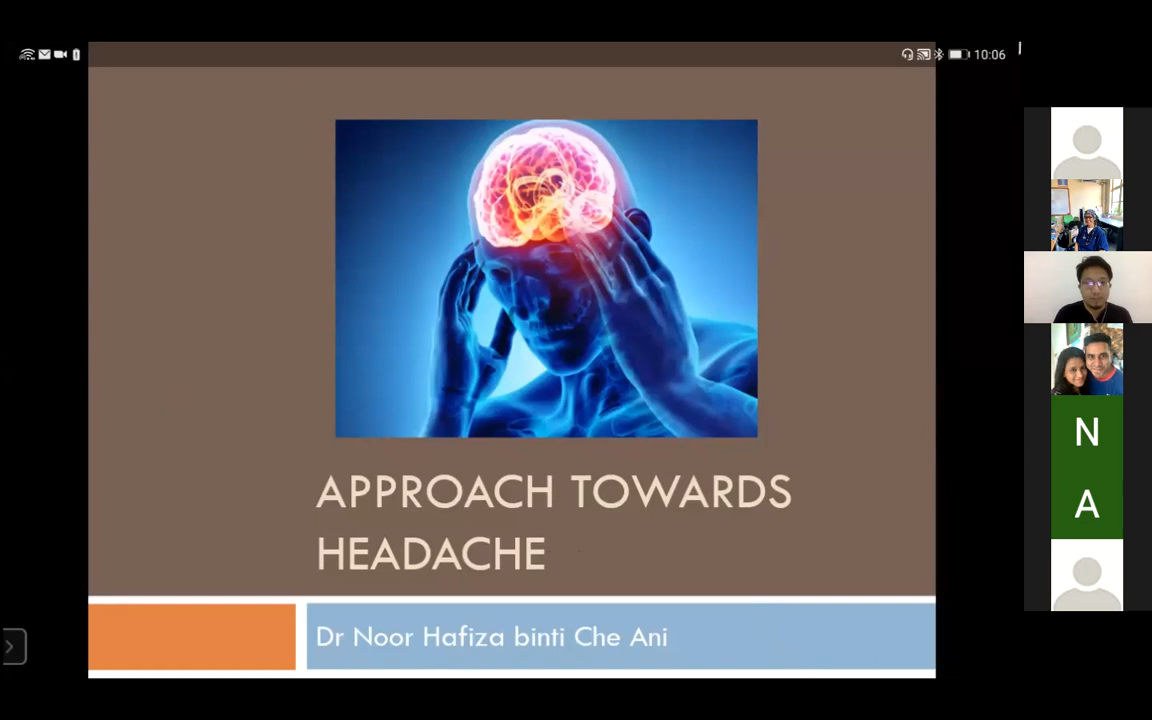 10:06
APPROACH TOWARDS
HEADACHE
Dr Noor Hafiza binti Che Ani
N
A